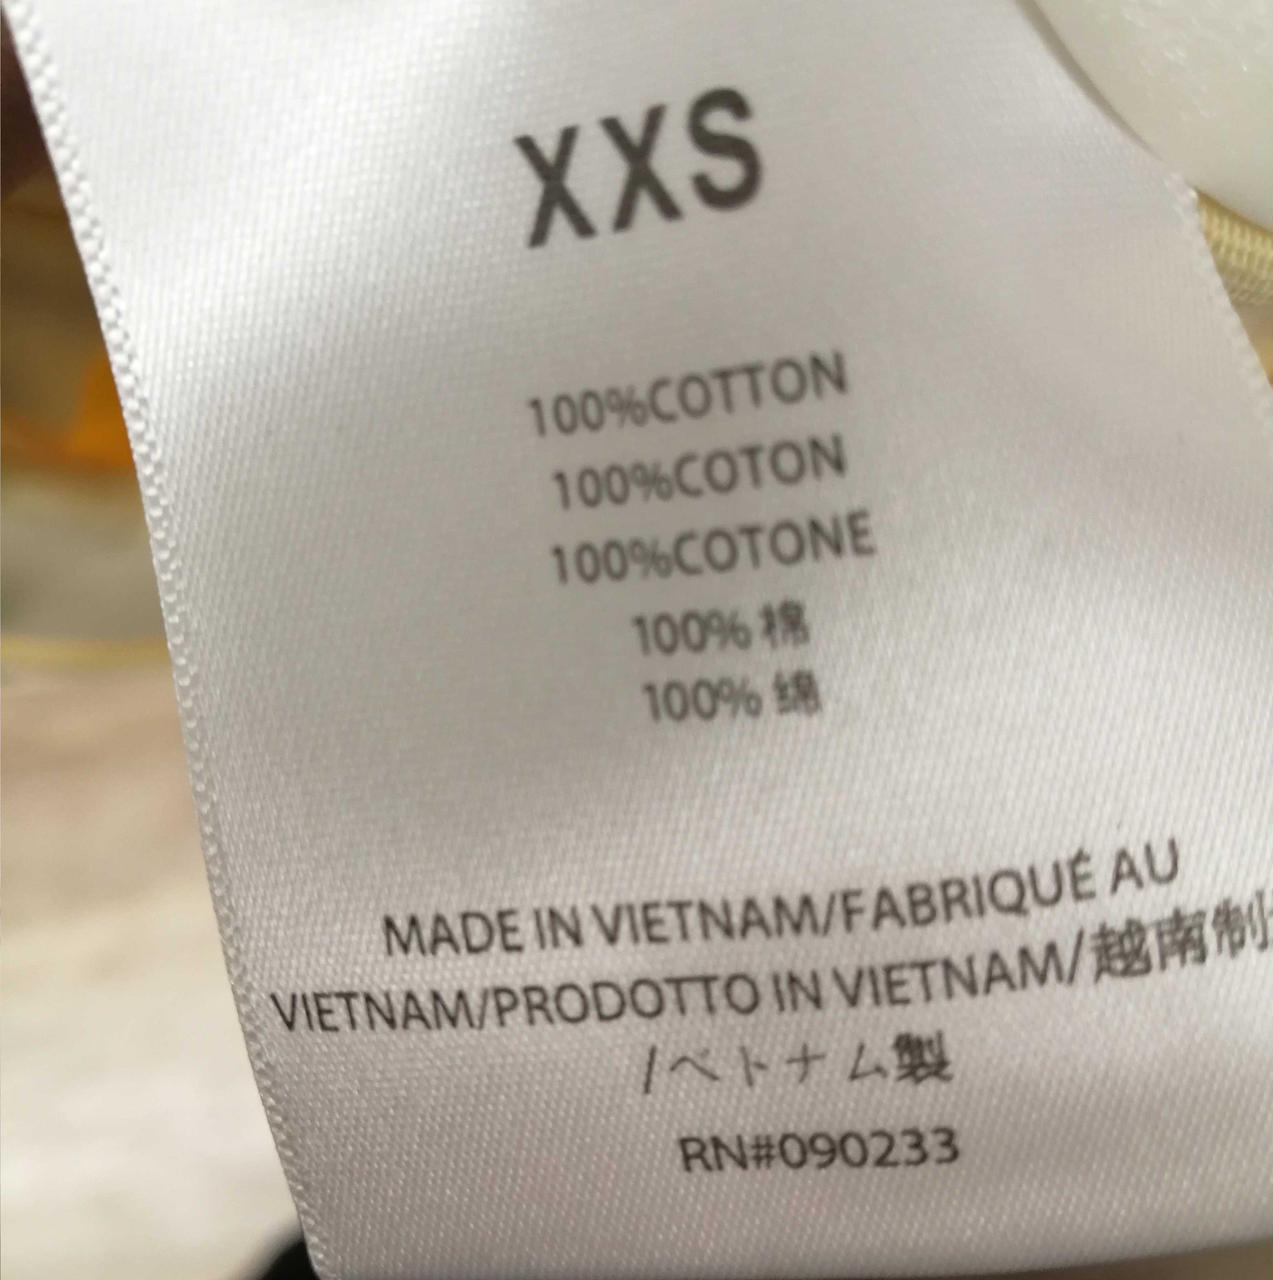 XXS
100%COTTON
100%COTON
100%COTONE
100% 棉
100% 绵
MADE IN VIETNAM/FABRIQUÉ AU
VIETNAM/PRODOTTO IN VIETNAM/越南制
/ベトナム製
RN#090233